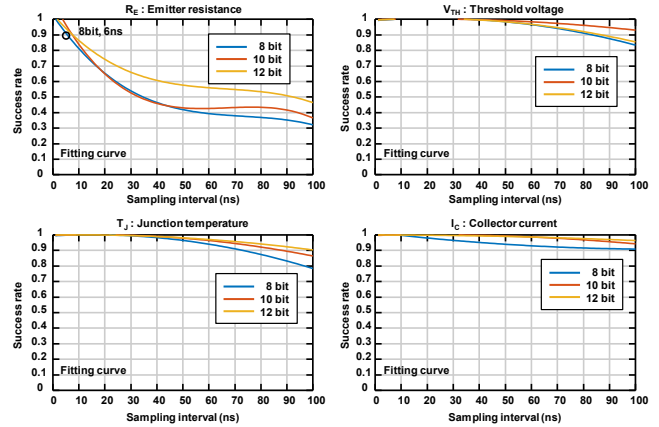 R_E : Emitter resistance
1
0.9
0.8
0.7
0.6
0.5
0.4
0.3
0.2
0.1
0
Success rate
8bit, 6ns
8 bit
10 bit
12 bit
Fitting curve
0 10 20 30 40 50 60 70 80 90 100
Sampling interval (ns)
V_TH : Threshold voltage
1
0.9
0.8
0.7
0.6
0.5
0.4
0.3
0.2
0.1
0
Success rate
8 bit
10 bit
12 bit
Fitting curve
0 10 20 30 40 50 60 70 80 90 100
Sampling interval (ns)
T_J : Junction temperature
1
0.9
0.8
0.7
0.6
0.5
0.4
0.3
0.2
0.1
0
Success rate
8 bit
10 bit
12 bit
Fitting curve
0 10 20 30 40 50 60 70 80 90 100
Sampling interval (ns)
I_C : Collector current
1
0.9
0.8
0.7
0.6
0.5
0.4
0.3
0.2
0.1
0
Success rate
8 bit
10 bit
12 bit
Fitting curve
0 10 20 30 40 50 60 70 80 90 100
Sampling interval (ns)